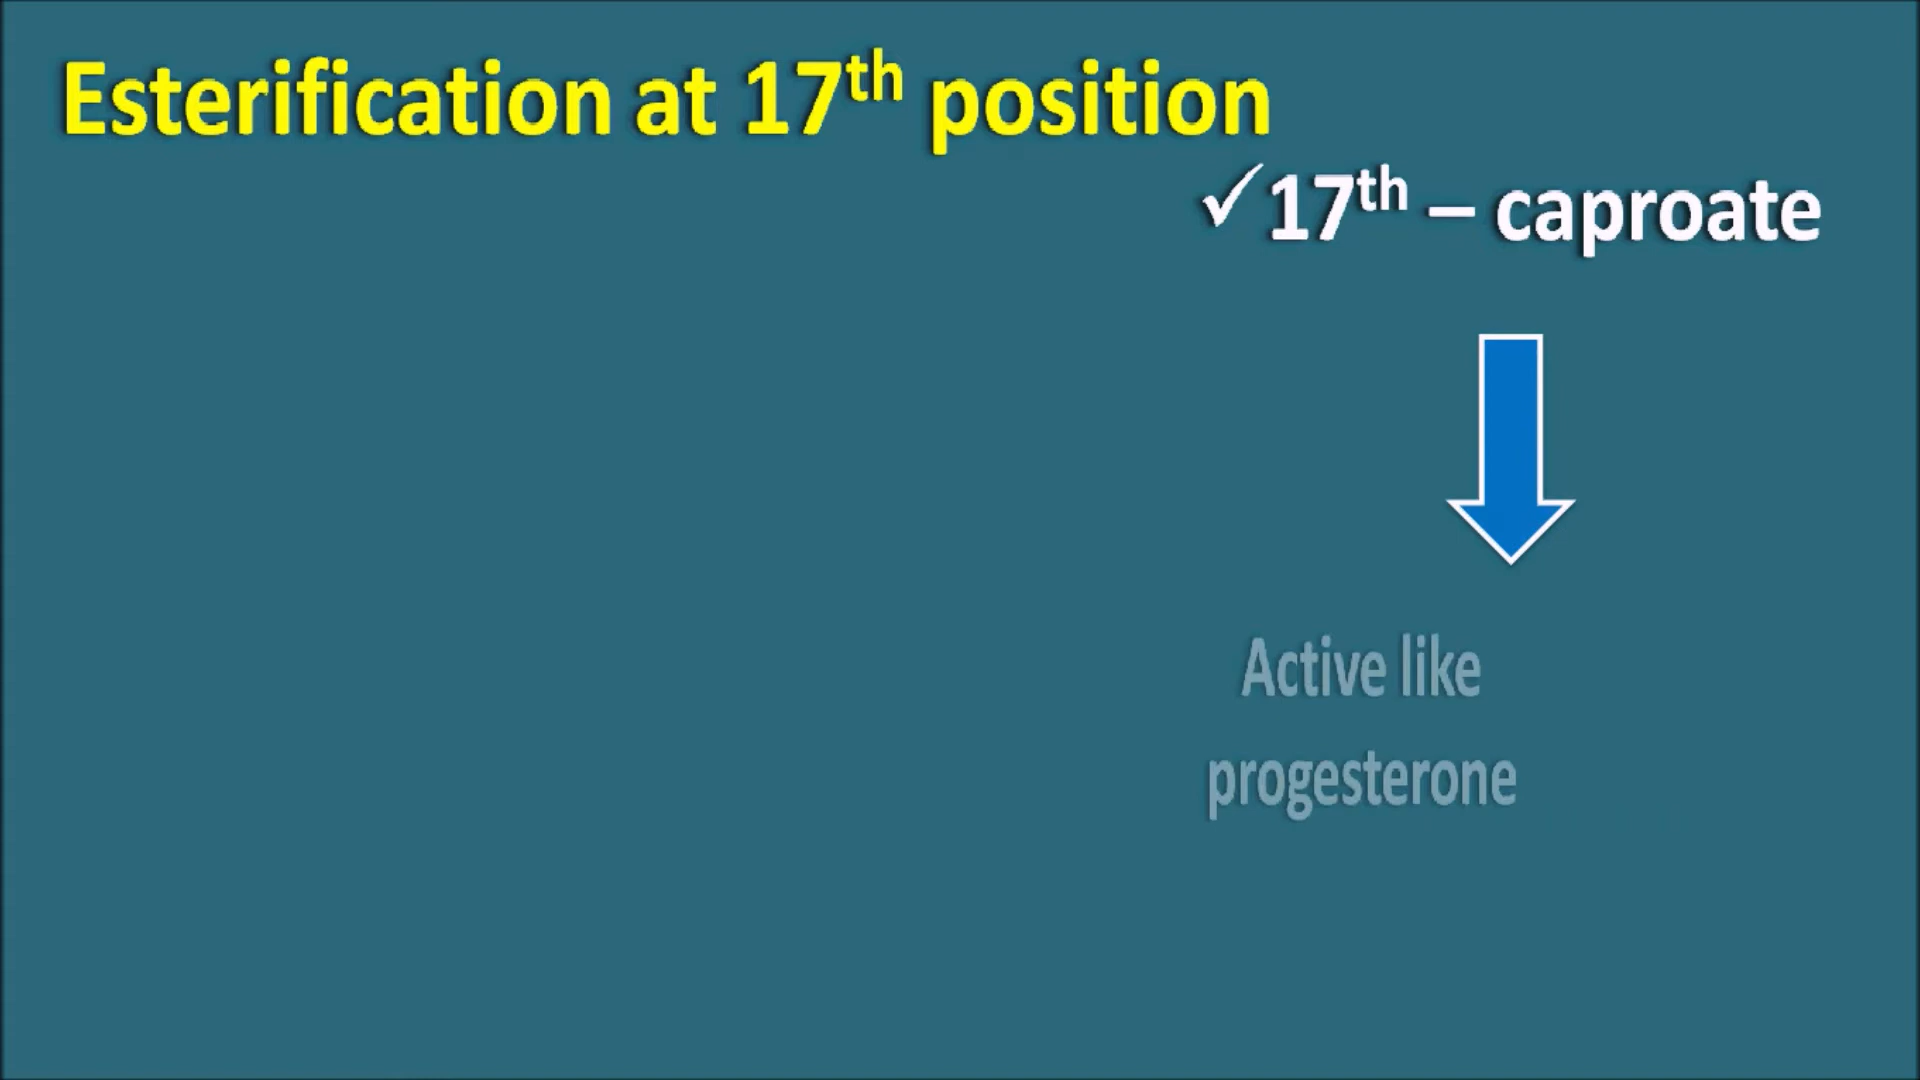 Esterification at 17th position
✓17th – caproate
Active like
progesterone